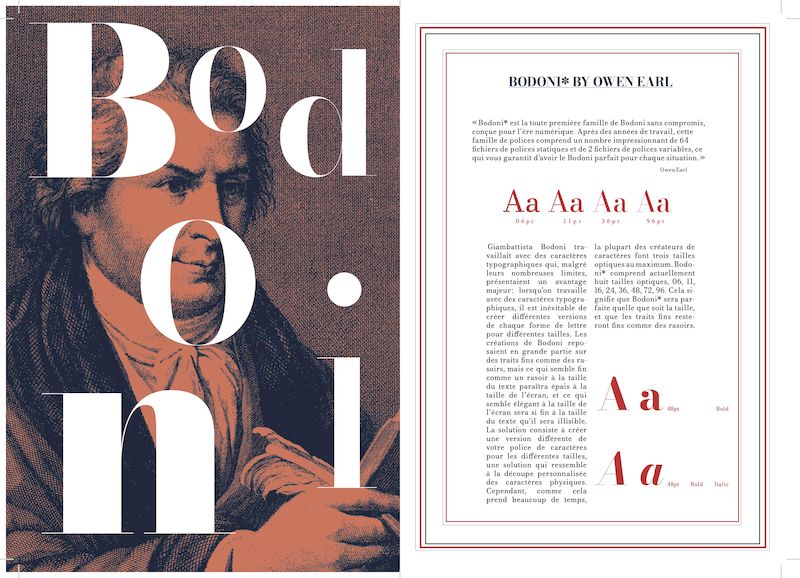 Bod
o
ni
BODONI* BY OWEN EARL
« Bodoni* est la toute première famille de Bodoni sans compromis,
conçue pour l'ère numérique. Après des années de travail, cette
famille de polices comprend un nombre impressionnant de 64
fichiers de polices statiques et de 2 fichiers de polices variables, ce
qui vous garantit d'avoir le Bodoni parfait pour chaque situation. »
OwenEarl
Aa Aa Aa Aa
06pt 11pt 36pt 96pt
Giambattista Bodoni tra-
vaillait avec des caractères
typographiques qui, malgré
leurs nombreuses limites,
présentaient un avantage
majeur: lorsqu'on travaille
avec des caractères typogra-
phiques, il est inévitable de
créer différentes versions
de chaque forme de lettre
pour différentes tailles. Les
créations de Bodoni repo-
saient en grande partie sur
des traits fins comme des ra-
soirs, mais ce qui semble fin
comme un rasoir à la taille
du texte paraîtra épais à la
taille de l'écran, et ce qui
semble élégant à la taille de
l'écran sera si fin à la taille
du texte qu'il sera illisible.
La solution consiste à créer
une version différente de
votre police de caractères
pour les différentes tailles,
une solution qui ressemble
à la découpe personnalisée
des caractères physiques.
Cependant, comme cela
prend beaucoup de temps,
la plupart des créateurs de
caractères font trois tailles
optiques au maximum. Bodo-
ni* comprend actuellement
huit tailles optiques, 06, 11,
16, 24, 36, 48, 72, 96. Cela si-
gnifie que Bodoni* sera par-
faite quelle que soit la taille,
et que les traits fins reste-
ront fins comme des rasoirs.
A a 48pt Bold
A a 48pt Bold Italic